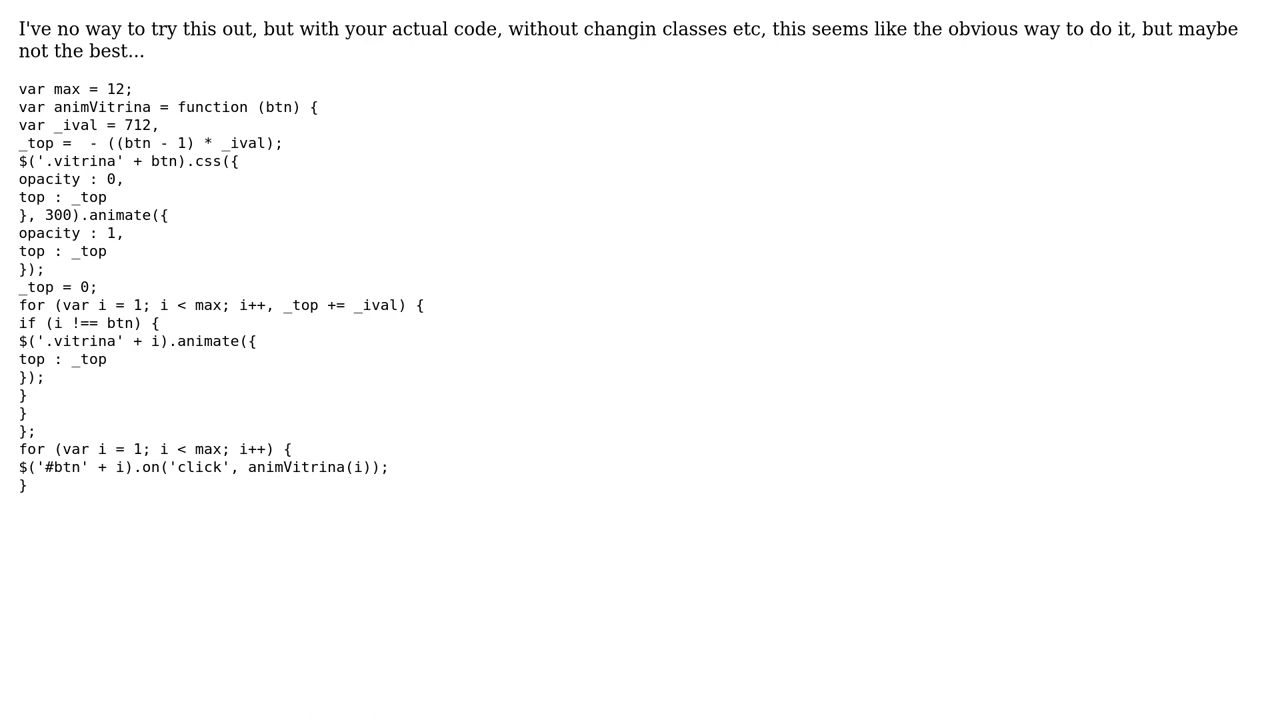 I've no way to try this out, but with your actual code, without changin classes etc, this seems like the obvious way to do it, but maybe
not the best...
var max = 12;
var animVitrina = function (btn) {
var _ival = 712,
_top =  - ((btn - 1) * _ival);
$('.vitrina' + btn).css({
opacity : 0,
top : _top
}, 300).animate({
opacity : 1,
top : _top
});
_top = 0;
for (var i = 1; i < max; i++, _top += _ival) {
if (i !== btn) {
$('.vitrina' + i).animate({
top : _top
});
}
}
};
for (var i = 1; i < max; i++) {
$('#btn' + i).on('click', animVitrina(i));
}